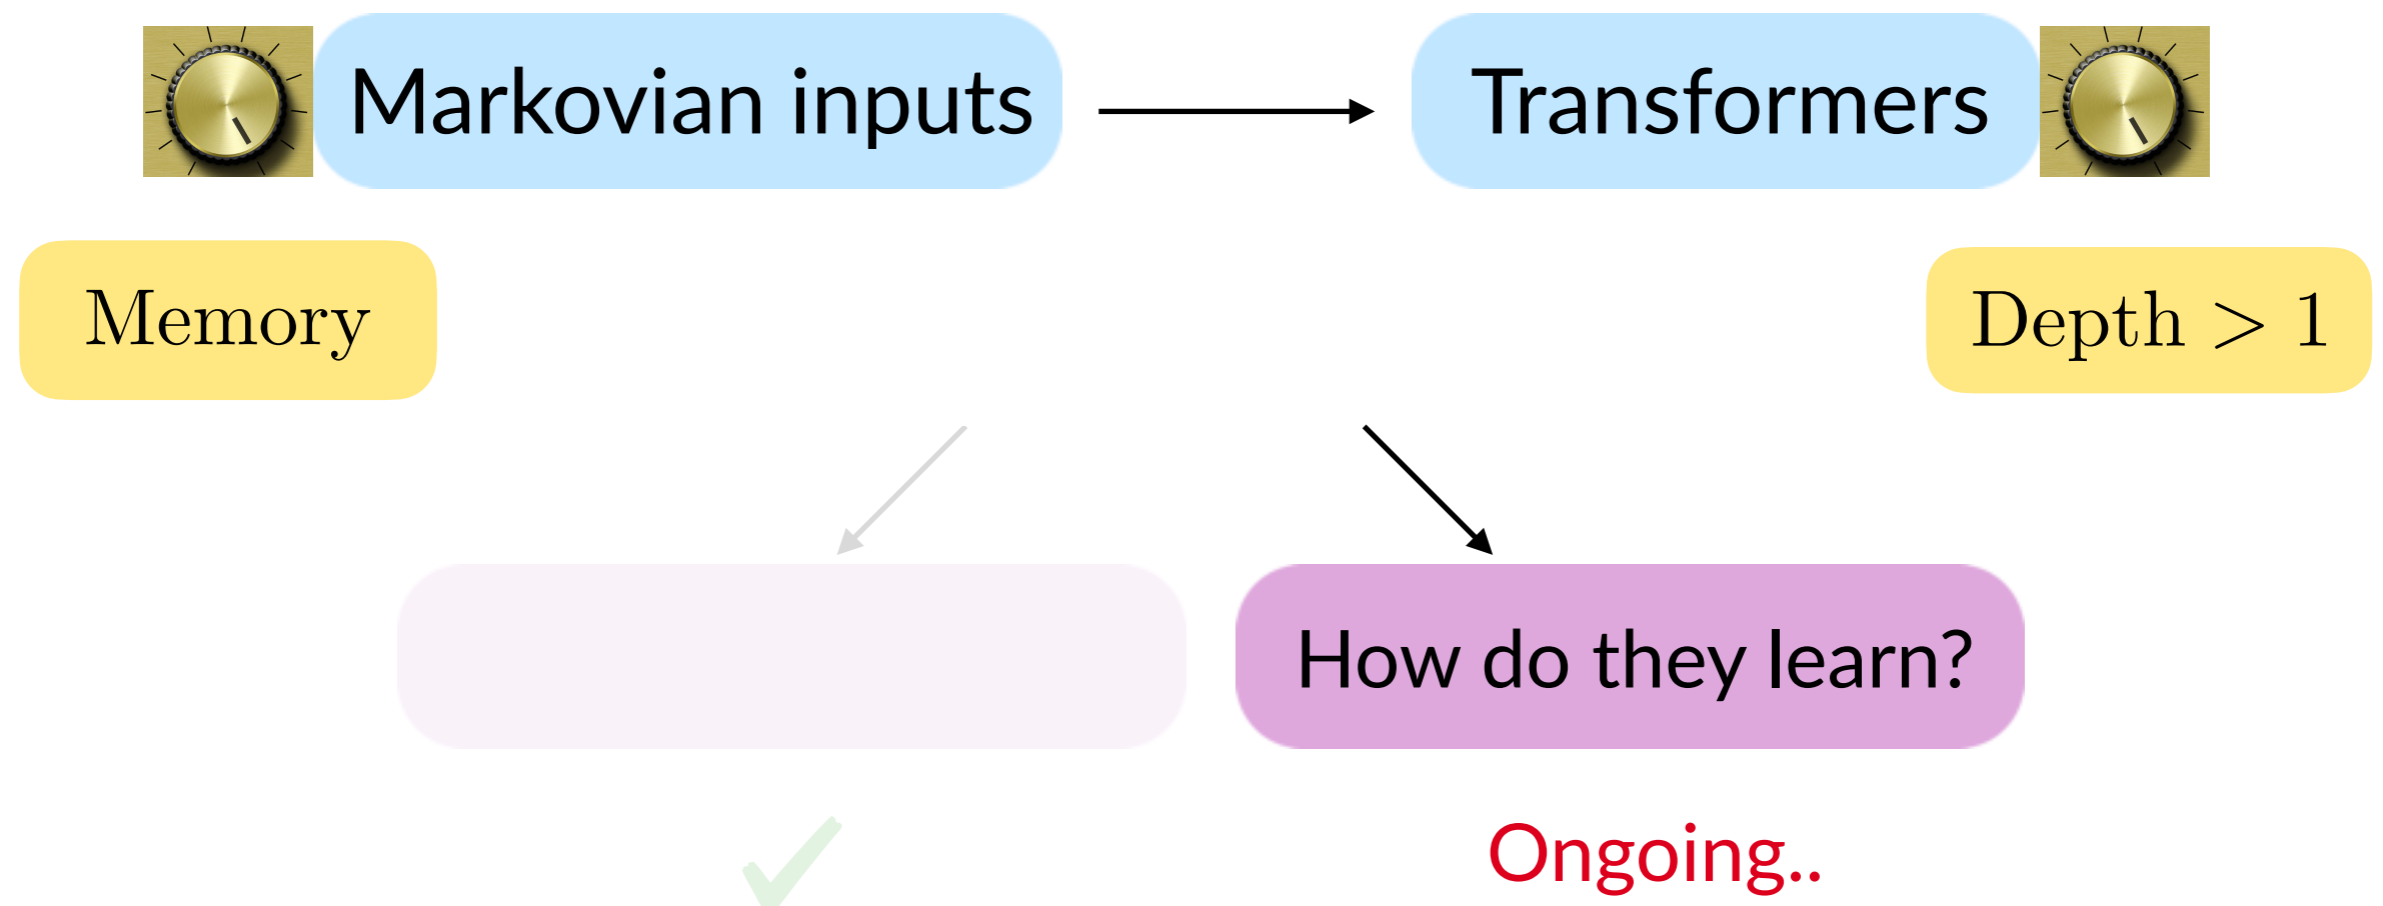 Markovian inputs
Transformers
Memory
Depth > 1
How do they learn?
Ongoing..